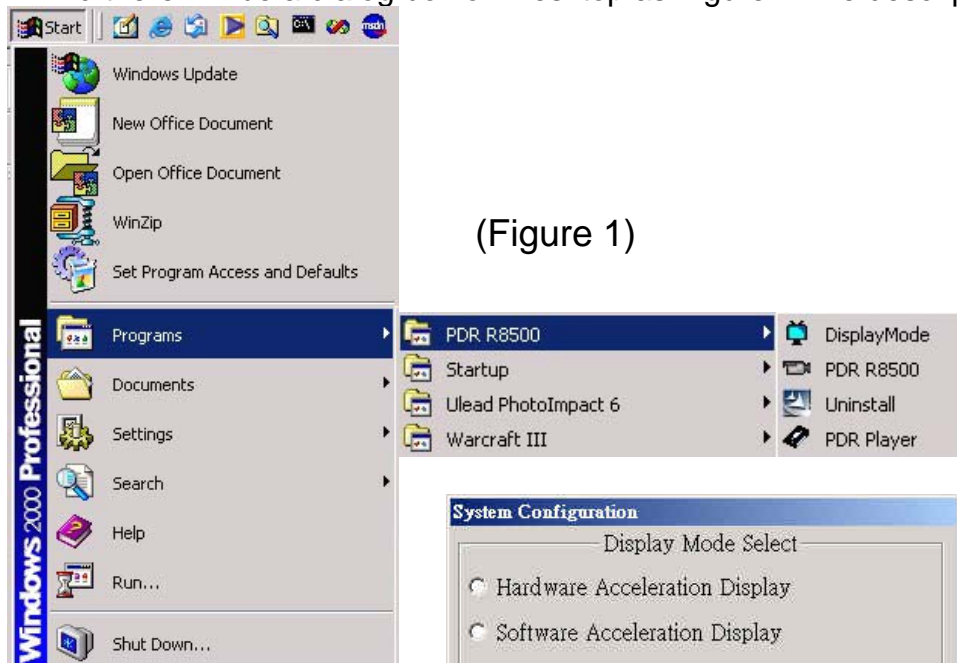 Start
msdn
Windows Update
New Office Document
Open Office Document
WinZip
(Figure 1)
Set Program Access and Defaults
Windows 2000 Professional
Programs
PDR R8500
DisplayMode
Startup
PDR R8500
Documents
Ulead PhotoImpact 6
Uninstall
Warcraft III
PDR Player
Settings
Search
System Configuration
Display Mode Select
Help
Hardware Acceleration Display
Run...
Software Acceleration Display
Shut Down...